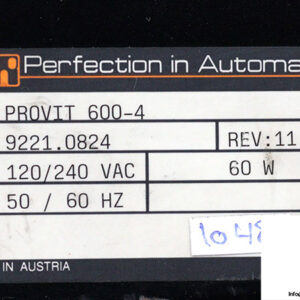 Perfection in Automa
PROVIT 600-4
9221.0824 REV:11
120/240 VAC 60 W
50 / 60 HZ
IN AUSTRIA